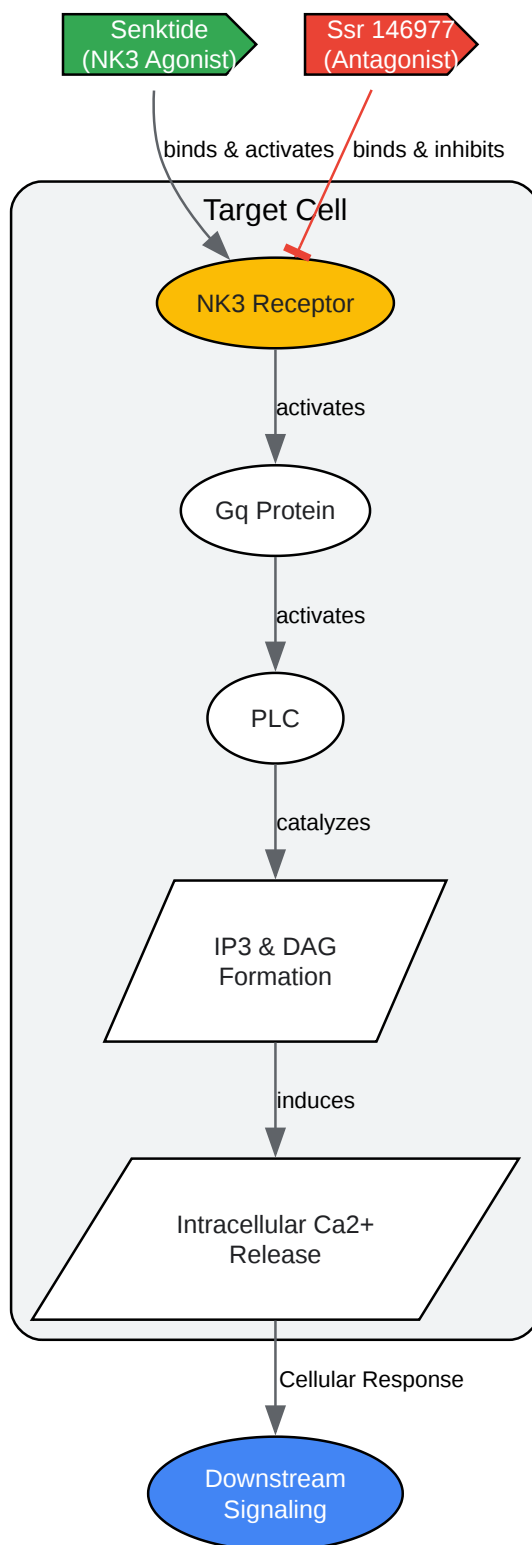 Senktide
(NK3 Agonist)
Ssr 146977
(Antagonist)
binds & activates
binds & inhibits
Target Cell
NK3 Receptor
activates
Gq Protein
activates
PLC
catalyzes
IP3 & DAG
Formation
induces
Intracellular Ca2+
Release
Cellular Response
Downstream
Signaling